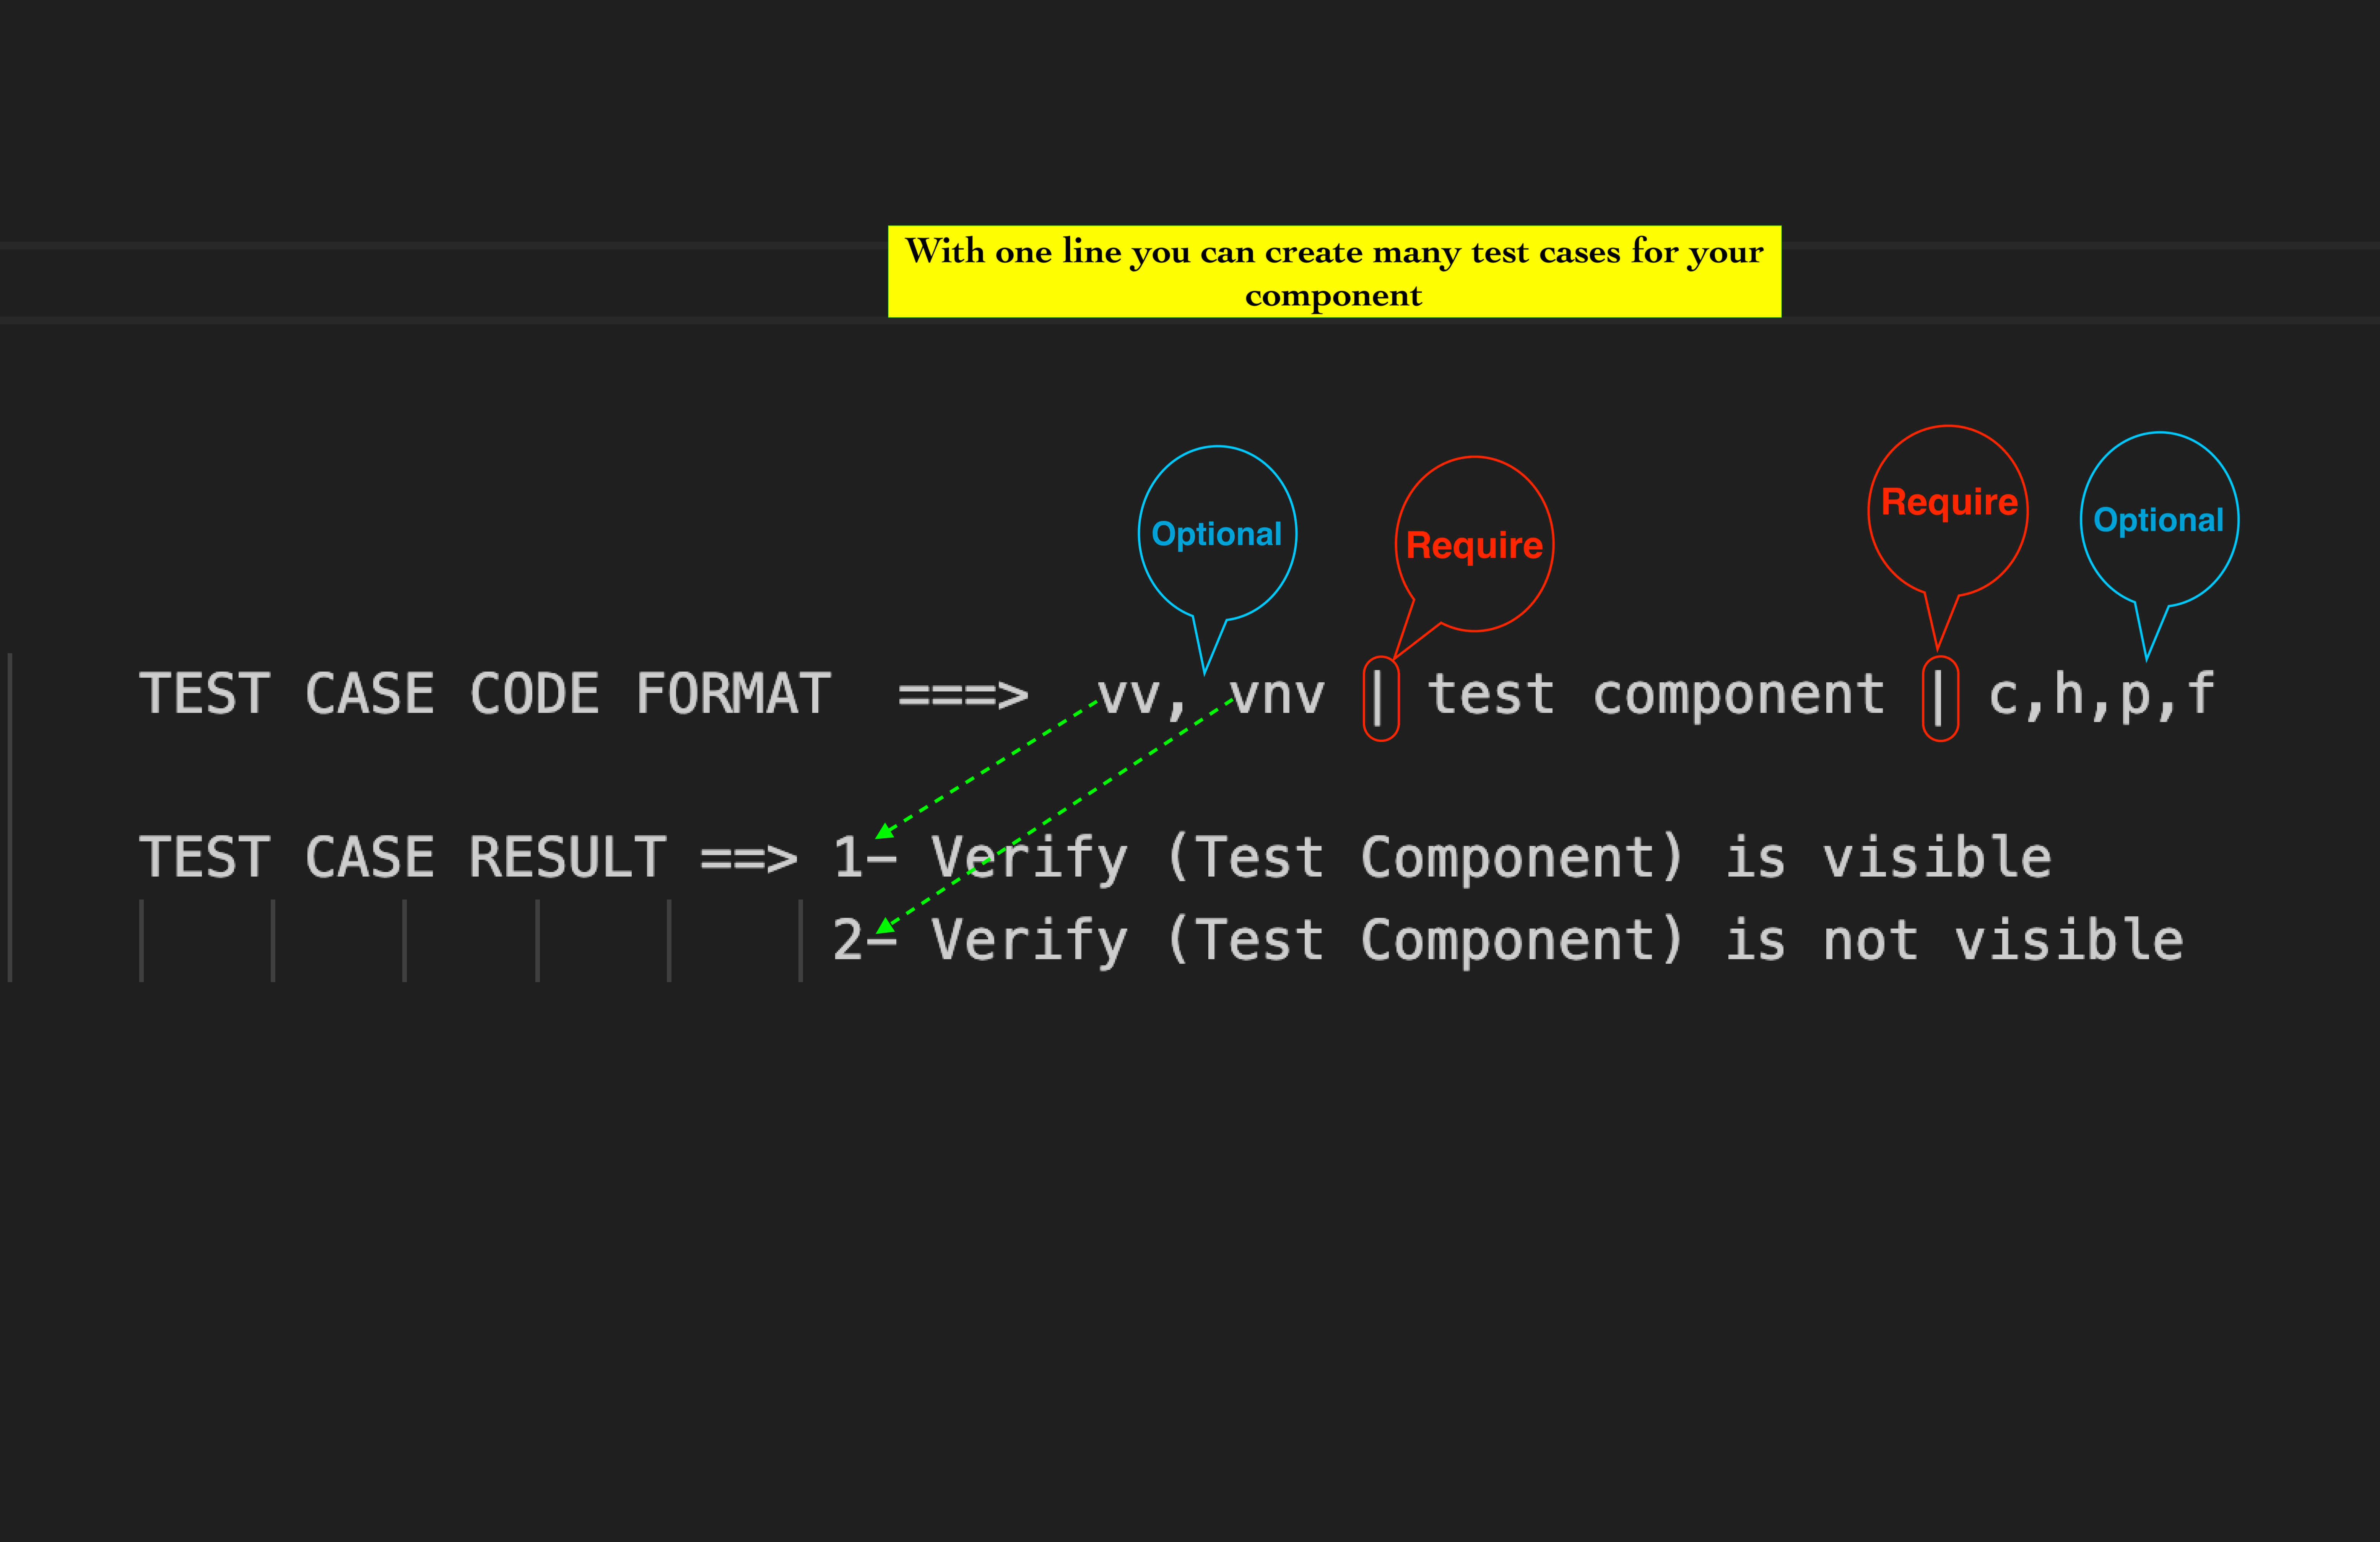 With one line you can create many test cases for your
component
Optional
Require
Require
Optional
TEST CASE CODE FORMAT ===> vv, vnv | test component | c,h,p,f
TEST CASE RESULT ==> 1- Verify (Test Component) is visible
2- Verify (Test Component) is not visible